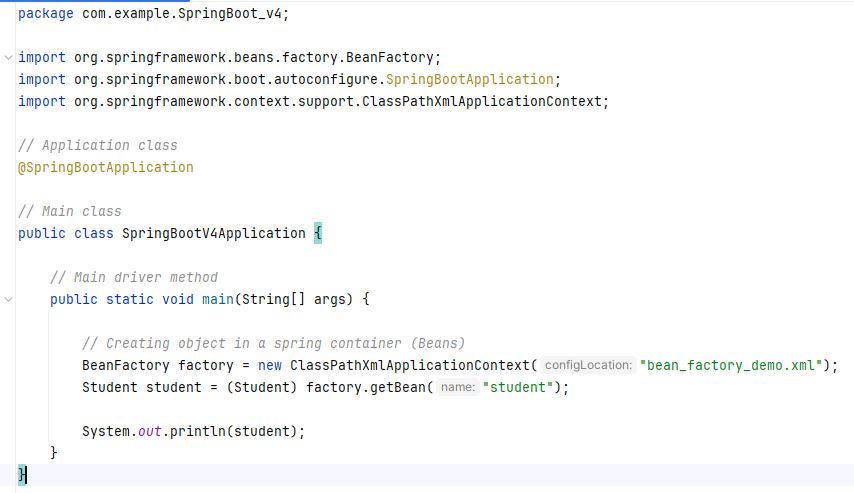 package com.example.SpringBoot_v4;
import org.springframework.beans.factory.BeanFactory;
import org.springframework.boot.autoconfigure.SpringBootApplication;
import org.springframework.context.support.ClassPathXmlApplicationContext;
// Application class
@SpringBootApplication
// Main class
public class SpringBootV4Application {
// Main driver method
public static void main(String[] args) {
// Creating object in a spring container (Beans)
BeanFactory factory = new ClassPathXmlApplicationContext( configLocation: "bean_factory_demo.xml");
Student student = (Student) factory.getBean( name: "student");
System.out.println(student);
}
}